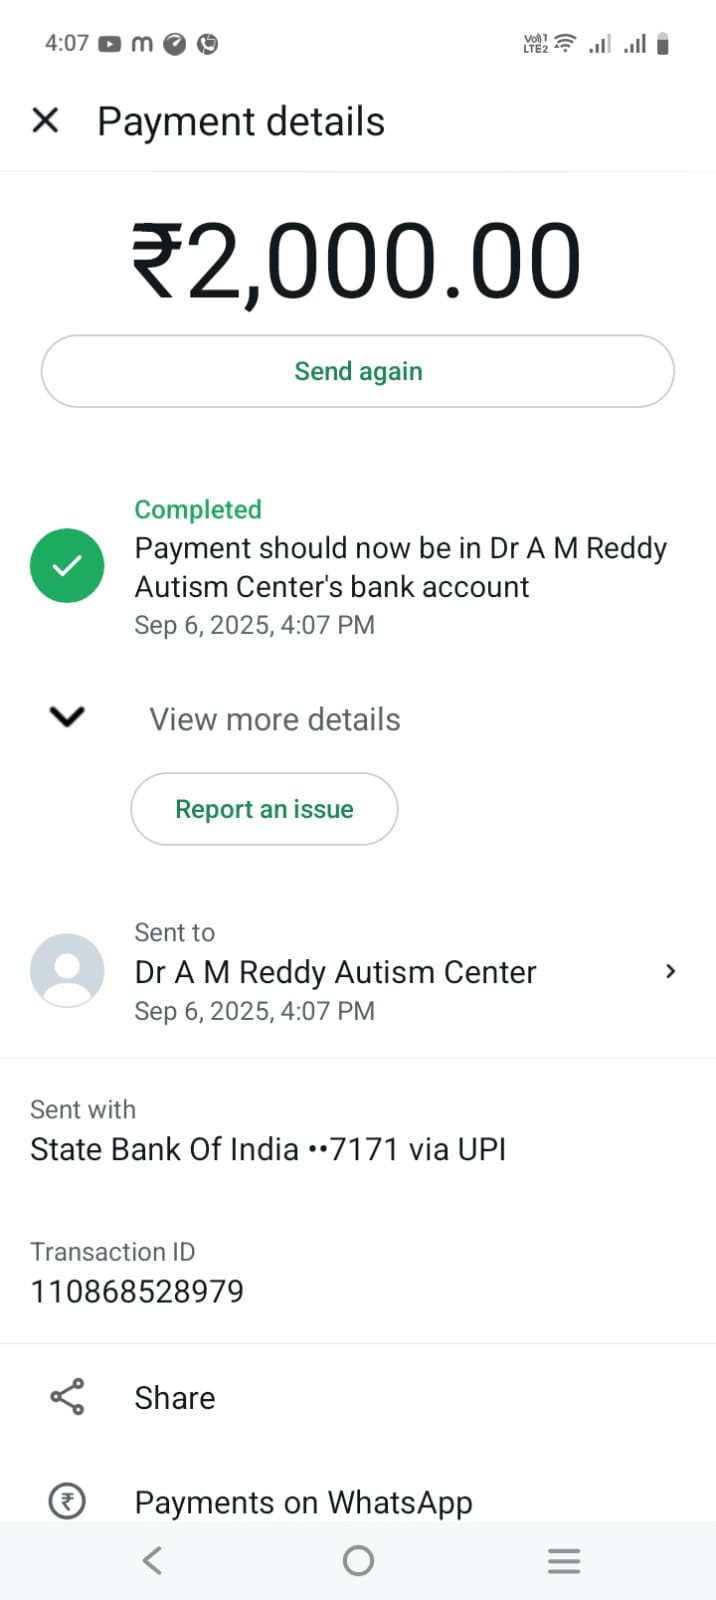 4:07
Vo)) 1
LTE2
Payment details
₹2,000.00
Send again
Completed
Payment should now be in Dr A M Reddy
Autism Center's bank account
Sep 6, 2025, 4:07 PM
View more details
Report an issue
Sent to
Dr A M Reddy Autism Center
Sep 6, 2025, 4:07 PM
Sent with
State Bank Of India ••7171 via UPI
Transaction ID
110868528979
Share
Payments on WhatsApp